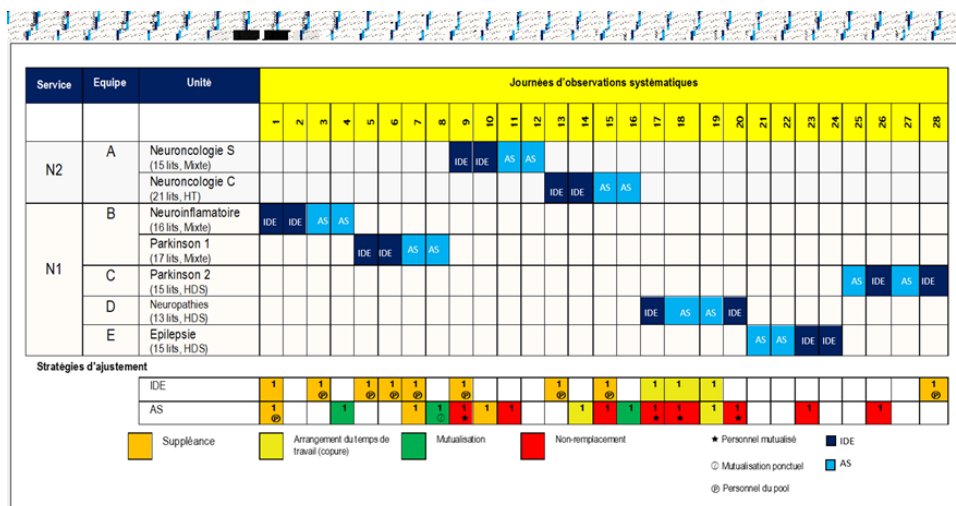 Service Equipe Unité Journées d'observations systématiques
1 2 3 4 5 6 7 8 9 10 11 12 13 14 15 16 17 18 19 20 21 22 23 24 25 26 27 28
N2 A Neuroncologie S
(15 lits, Mixte) IDE IDE AS AS
Neuroncologie C
(21 lits, HT) IDE IDE AS AS
N1 B Neuroinflamatoire
(16 lits, Mixte) IDE IDE AS AS
Parkinson 1
(17 lits, Mixte) IDE IDE AS AS
C Parkinson 2
(15 lits, HDS) AS IDE AS IDE
D Neuropathies
(13 lits, HDS) IDE AS AS IDE
E Epilepsie
(15 lits, HDS) AS AS IDE IDE
Stratégies d'ajustement
IDE 1 1 Ⓟ 1 Ⓟ 1 Ⓟ 1 Ⓟ 1 Ⓟ 1 Ⓟ 1 Ⓟ 1 1 1 1 Ⓟ
AS 1 Ⓟ 1 1 1 ① 1 ★ 1 1 1 1 1 1 ★ 1 ★ 1 1 ★ 1 1
Suppléance
Arrangement du temps de
travail (copure)
Mutualisation
Non-remplacement
★ Personnel mutualisé
① Mutualisation ponctuel
Ⓟ Personnel du pool
IDE
AS